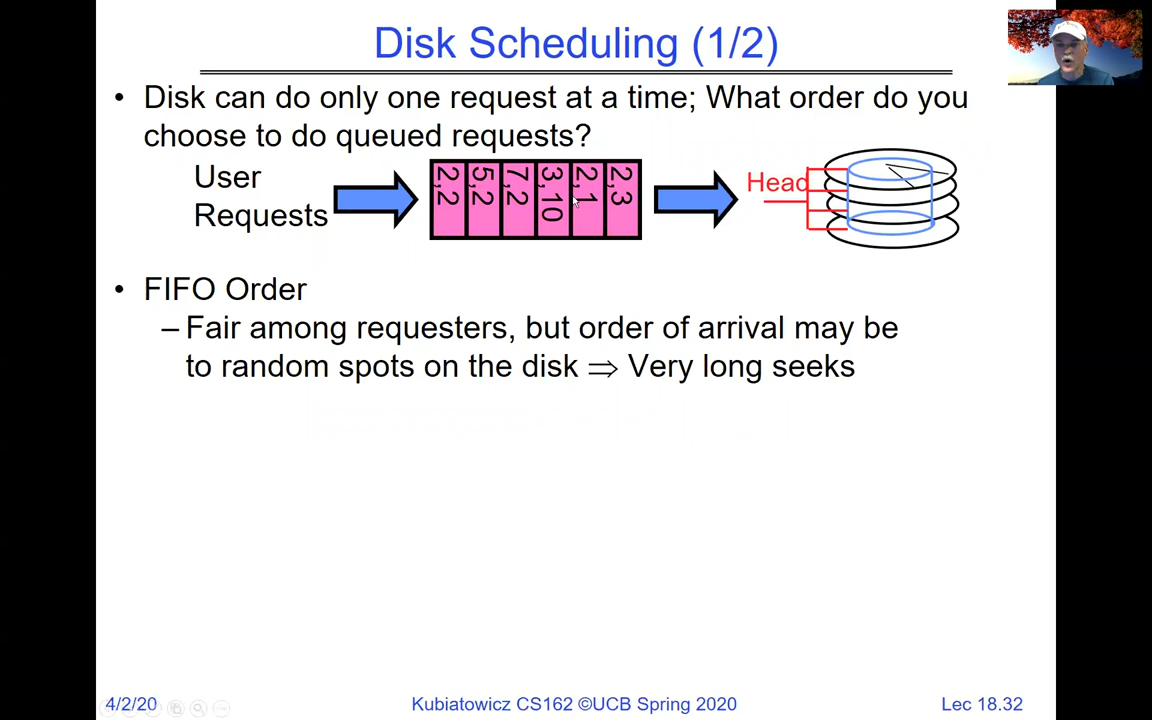 Disk Scheduling (1/2)
• Disk can do only one request at a time; What order do you
choose to do queued requests?
User
Requests
2,2
5,2
7,2
3,10
2,1
2,3
Head
• FIFO Order
– Fair among requesters, but order of arrival may be
to random spots on the disk ⇒ Very long seeks
4/2/20
Kubiatowicz CS162 ©UCB Spring 2020
Lec 18.32